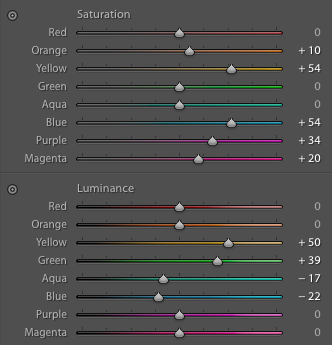 Saturation
Red 0
Orange + 10
Yellow + 54
Green 0
Aqua 0
Blue + 54
Purple + 34
Magenta + 20
Luminance
Red 0
Orange 0
Yellow + 50
Green + 39
Aqua − 17
Blue − 22
Purple 0
Magenta 0